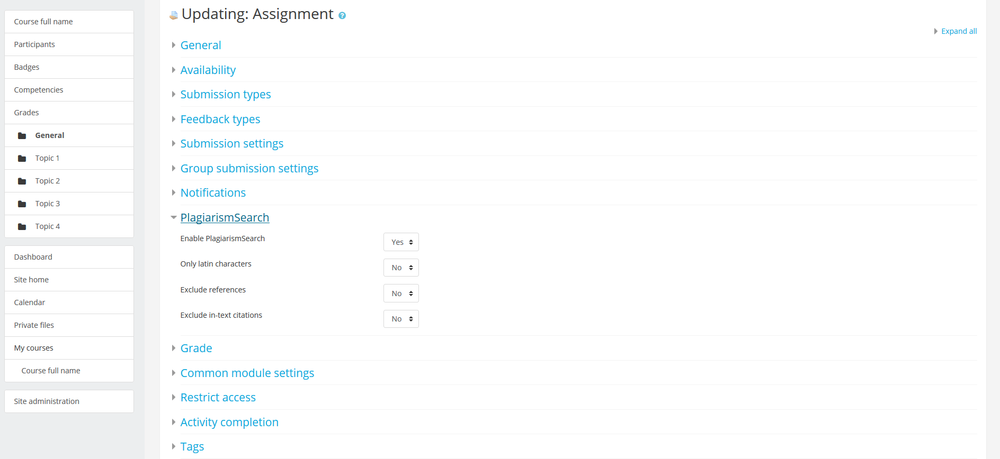 Course full name
Participants
Badges
Competencies
Grades
General
Topic 1
Topic 2
Topic 3
Topic 4
Dashboard
Site home
Calendar
Private files
My courses
Course full name
Site administration
Updating: Assignment ?
Expand all
General
Availability
Submission types
Feedback types
Submission settings
Group submission settings
Notifications
PlagiarismSearch
Enable PlagiarismSearch Yes
Only latin characters No
Exclude references No
Exclude in-text citations No
Grade
Common module settings
Restrict access
Activity completion
Tags